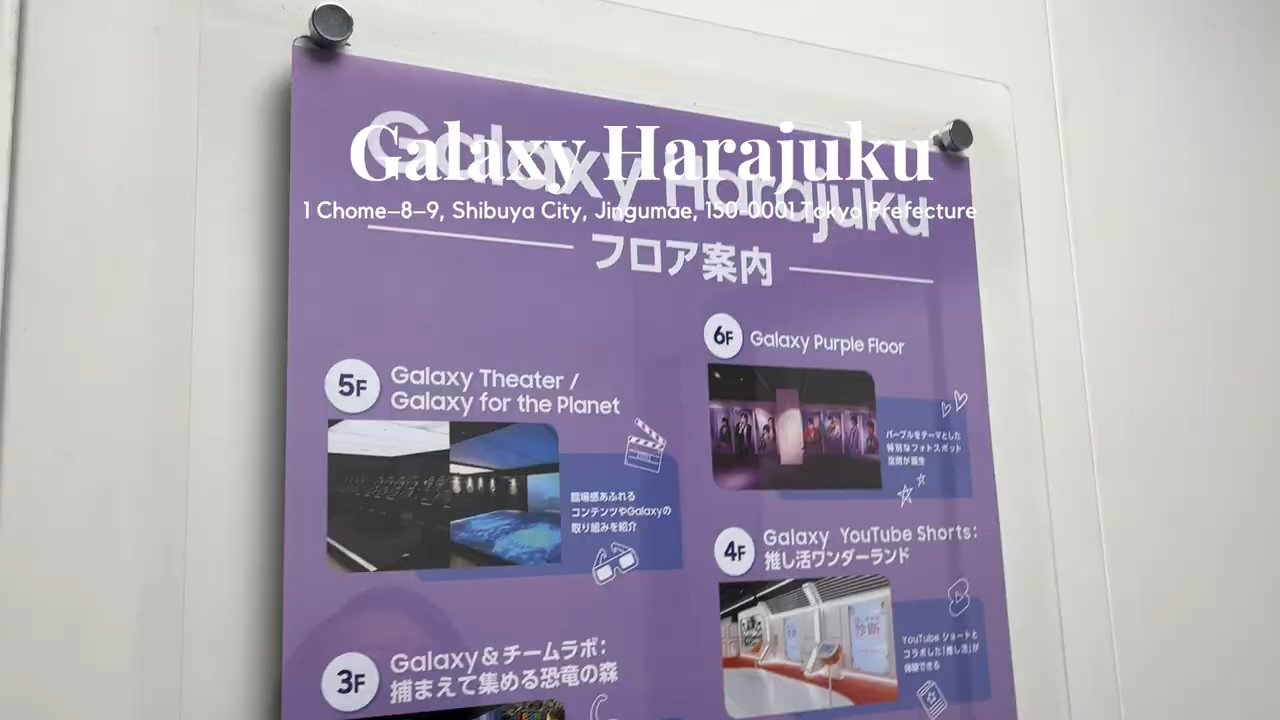 Galaxy Harajuku
1 Chome-8-9, Shibuya City, Jingumae, 150-0001 Tokyo Prefecture
Galaxy Harajuku
フロア案内
6F Galaxy Purple Floor
パープルをテーマとした
特別なフォトスポット
空間が誕生
5F Galaxy Theater /
Galaxy for the Planet
臨場感あふれる
コンテンツやGalaxyの
取り組みを紹介
4F Galaxy YouTube Shorts:
推し活ワンダーランド
診断
YouTube ショートと
コラボした「推し活」が
体験できる
3F Galaxy&チームラボ:
捕まえて集める恐竜の森